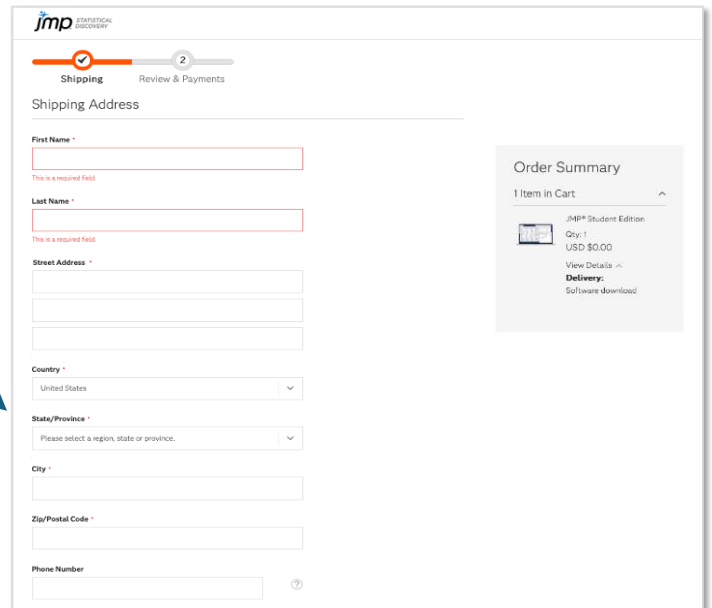 jmp STATISTICAL DISCOVERY
2
Shipping Review & Payments
Shipping Address
First Name *
This is a required field.
Last Name *
This is a required field.
Street Address *
Country *
United States
State/Province *
Please select a region, state or province.
City *
Zip/Postal Code *
Phone Number
?
Order Summary
1 Item in Cart
JMP® Student Edition
Qty: 1
USD $0.00
View Details
Delivery:
Software download